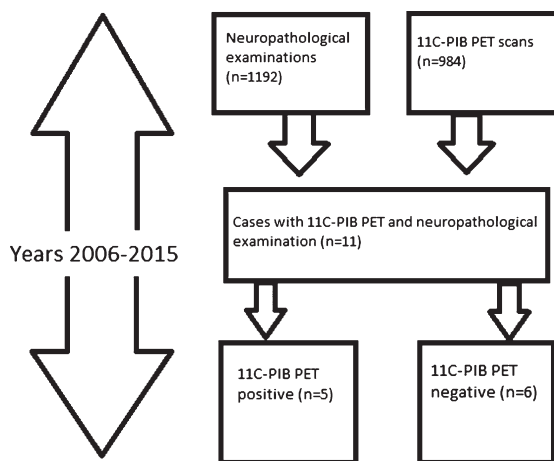 Neuropathological
examinations
(n=1192)
11C-PIB PET scans
(n=984)
Cases with 11C-PIB PET and neuropathological
examination (n=11)
Years 2006-2015
11C-PIB PET
positive (n=5)
11C-PIB PET
negative (n=6)